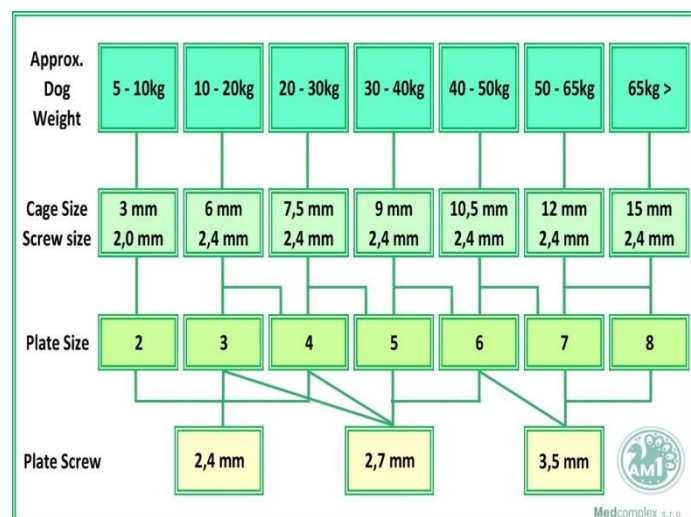 Approx.
Dog
Weight
5 - 10kg
10 - 20kg
20 - 30kg
30 - 40kg
40 - 50kg
50 - 65kg
65kg >
Cage Size
Screw size
3 mm
2,0 mm
6 mm
2,4 mm
7,5 mm
2,4 mm
9 mm
2,4 mm
10,5 mm
2,4 mm
12 mm
2,4 mm
15 mm
2,4 mm
Plate Size
2
3
4
5
6
7
8
Plate Screw
2,4 mm
2,7 mm
3,5 mm
AMI
Medcomplex s.r.o.